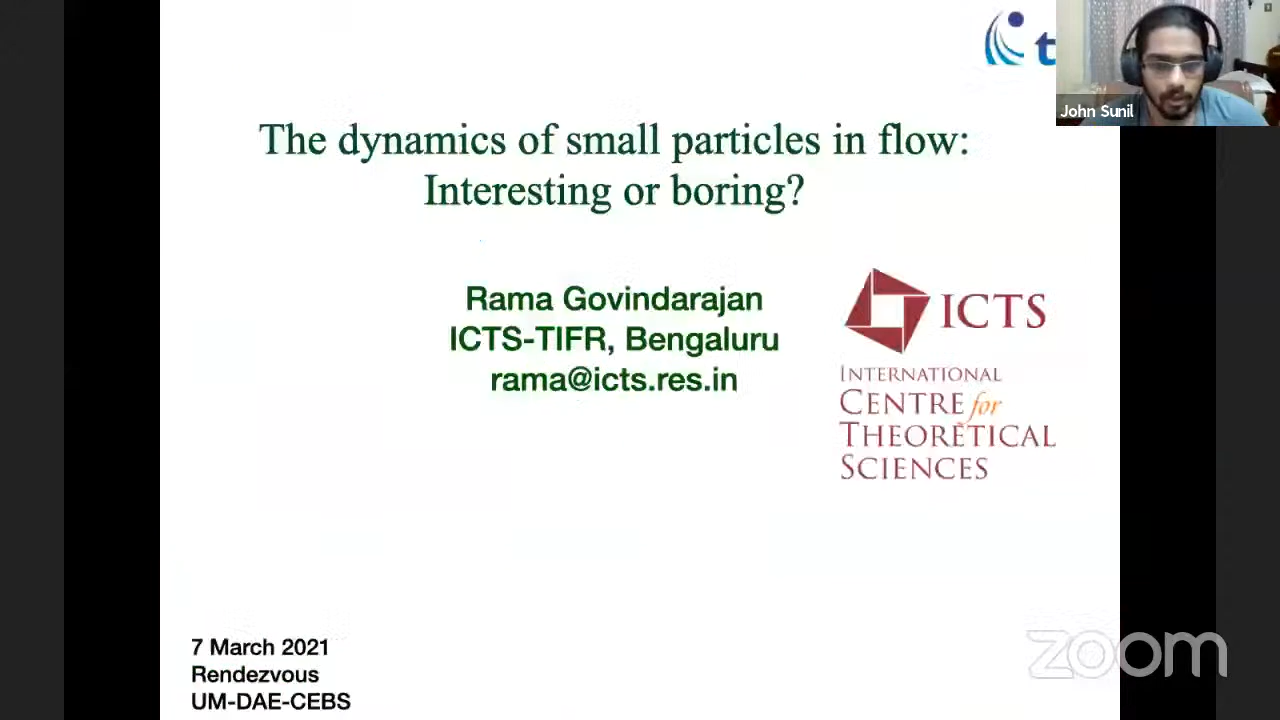 John Sunil
The dynamics of small particles in flow:
Interesting or boring?
Rama Govindarajan
ICTS-TIFR, Bengaluru
rama@icts.res.in
ICTS
INTERNATIONAL
CENTRE for
THEORETICAL
SCIENCES
7 March 2021
Rendezvous
UM-DAE-CEBS
zoom